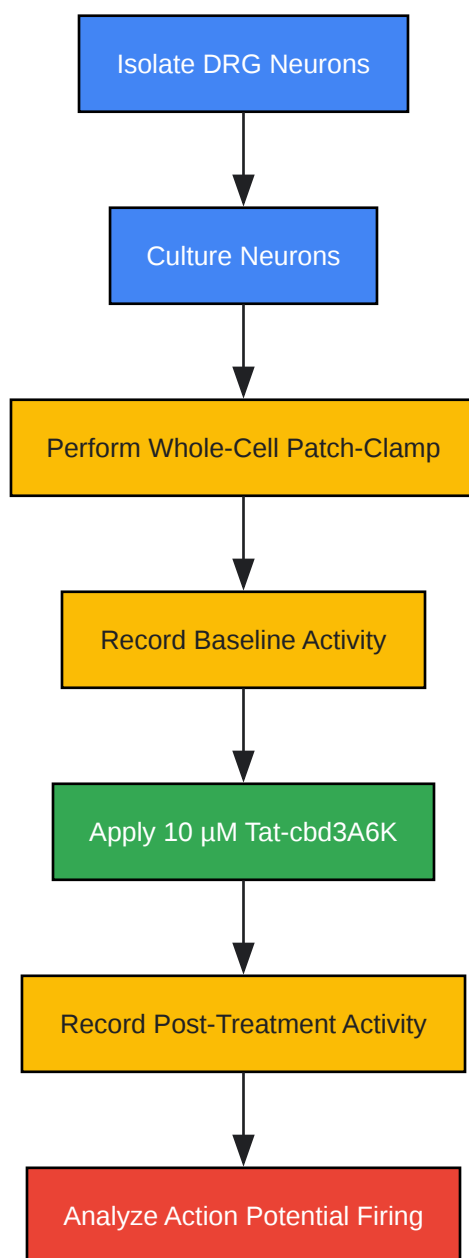 Isolate DRG Neurons
Culture Neurons
Perform Whole-Cell Patch-Clamp
Record Baseline Activity
Apply 10 µM Tat-cbd3A6K
Record Post-Treatment Activity
Analyze Action Potential Firing